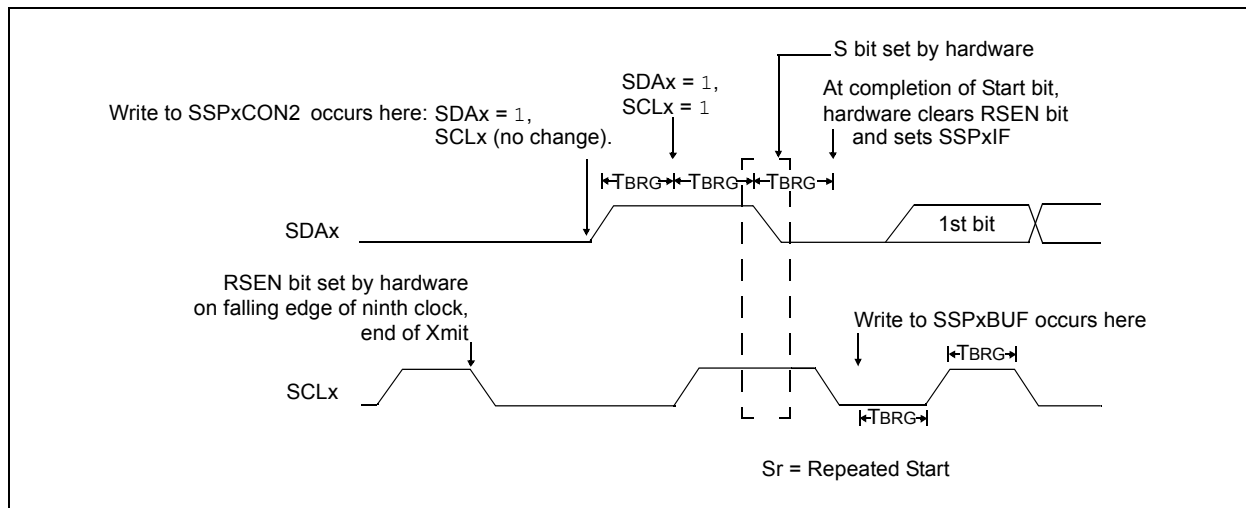 S bit set by hardware
SDAx = 1,
SCLx = 1
At completion of Start bit,
hardware clears RSEN bit
and sets SSPxIF
Write to SSPxCON2 occurs here: SDAx = 1,
SCLx (no change).
TBRG TBRG TBRG
SDAx
1st bit
RSEN bit set by hardware
on falling edge of ninth clock,
end of Xmit
Write to SSPxBUF occurs here
TBRG
SCLx
TBRG
Sr = Repeated Start